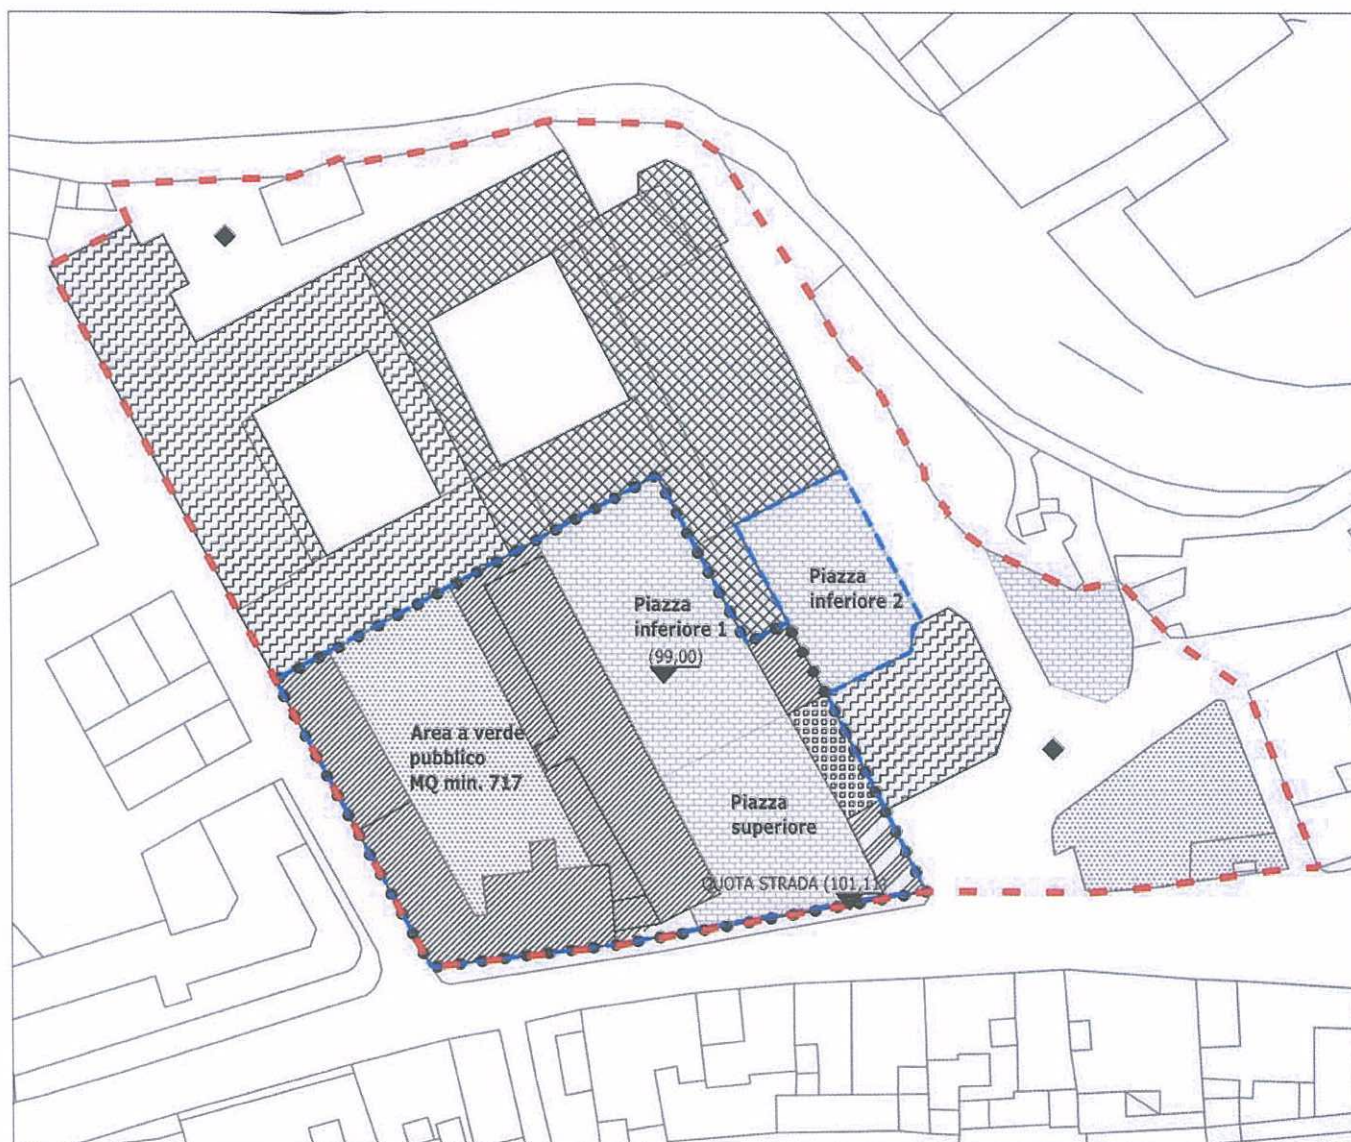 Piazza
inferiore 2
Piazza
inferiore 1
(99,00)
Area a verde
pubblico
MQ min. 717
Piazza
superiore
QUOTA STRADA (101,11)